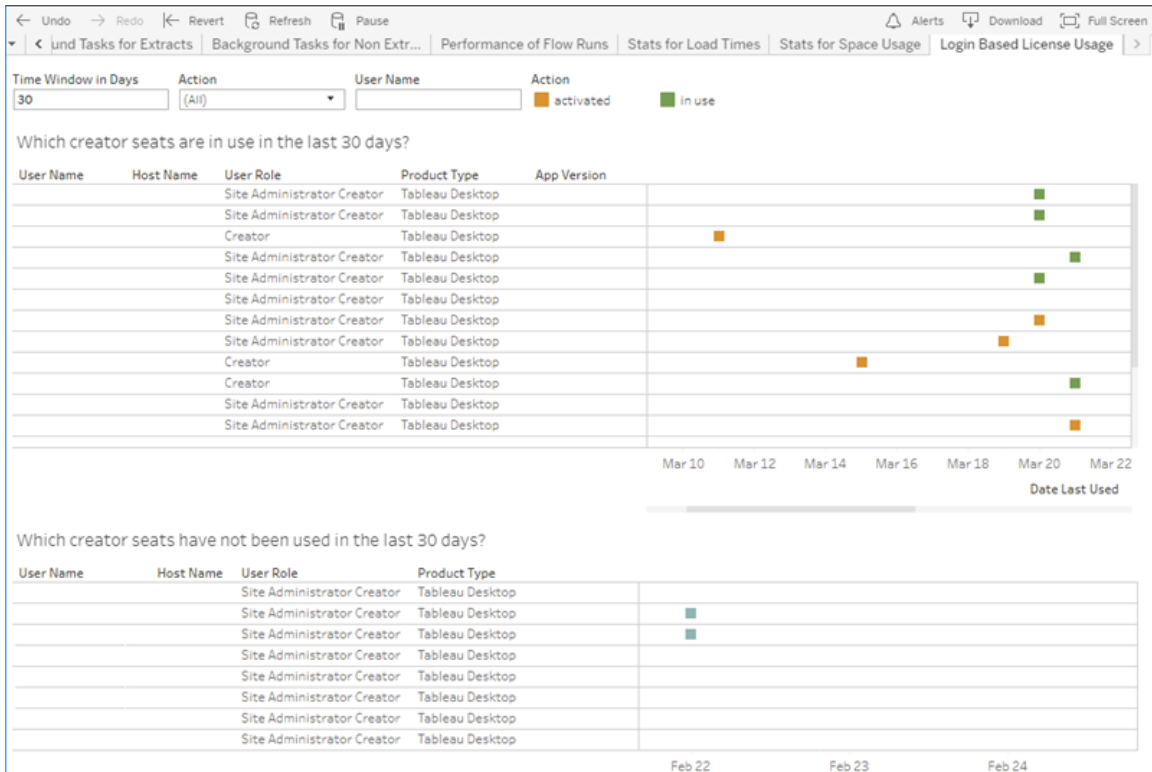 Undo Redo Revert Refresh Pause Alerts Download Full Screen
und Tasks for Extracts Background Tasks for Non Extr... Performance of Flow Runs Stats for Load Times Stats for Space Usage Login Based License Usage
Time Window in Days Action User Name Action
30 (All) activated in use
Which creator seats are in use in the last 30 days?
User Name Host Name User Role Product Type App Version
Site Administrator Creator Tableau Desktop
Site Administrator Creator Tableau Desktop
Creator Tableau Desktop
Site Administrator Creator Tableau Desktop
Site Administrator Creator Tableau Desktop
Site Administrator Creator Tableau Desktop
Site Administrator Creator Tableau Desktop
Site Administrator Creator Tableau Desktop
Creator Tableau Desktop
Creator Tableau Desktop
Site Administrator Creator Tableau Desktop
Site Administrator Creator Tableau Desktop
Mar 10 Mar 12 Mar 14 Mar 16 Mar 18 Mar 20 Mar 22
Date Last Used
Which creator seats have not been used in the last 30 days?
User Name Host Name User Role Product Type
Site Administrator Creator Tableau Desktop
Site Administrator Creator Tableau Desktop
Site Administrator Creator Tableau Desktop
Site Administrator Creator Tableau Desktop
Site Administrator Creator Tableau Desktop
Site Administrator Creator Tableau Desktop
Site Administrator Creator Tableau Desktop
Site Administrator Creator Tableau Desktop
Feb 22 Feb 23 Feb 24